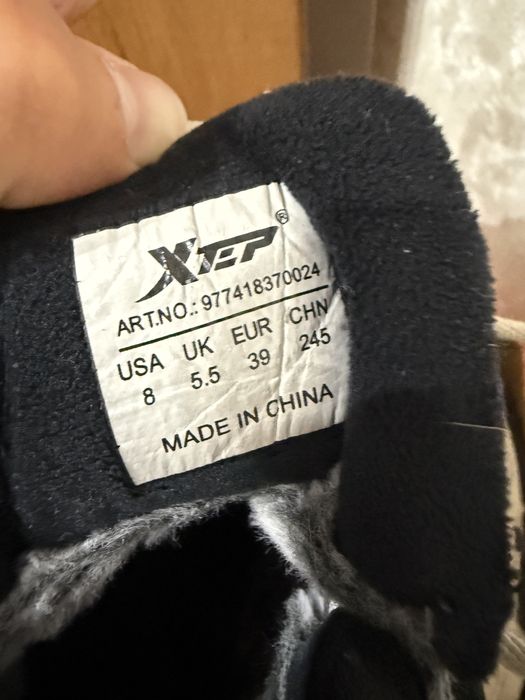 XTEP®
ART.NO.: 977418370024
USA UK EUR CHN
8 5.5 39 245
MADE IN CHINA